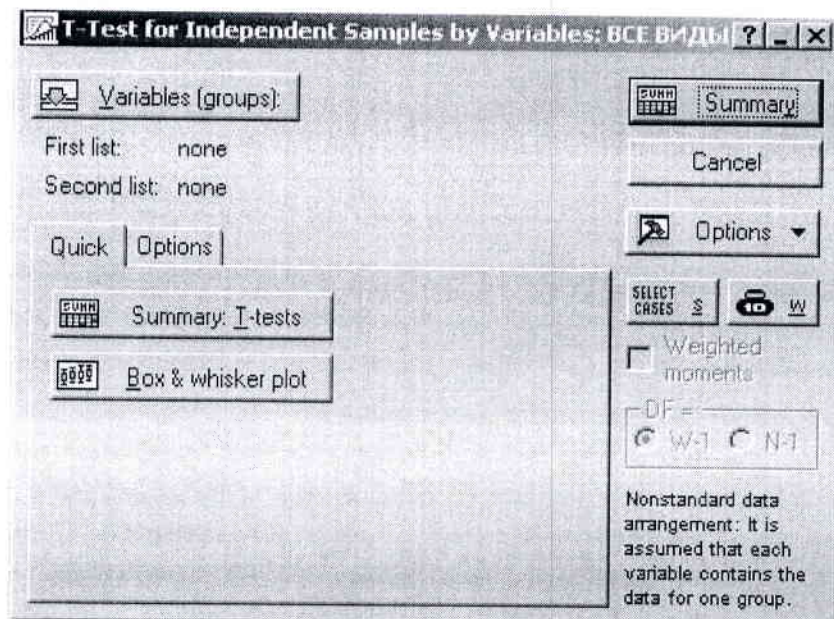 T-Test for Independent Samples by Variables: ВСЕ ВИДЫ ? _ X
Variables (groups):
First list: none
Second list: none
Quick
Options
Summary: T-tests
Box & whisker plot
Summary
Cancel
Options
SELECT CASES S
W
Weighted moments
DF =
W-1 N-1
Nonstandard data
arrangement: It is
assumed that each
variable contains the
data for one group.